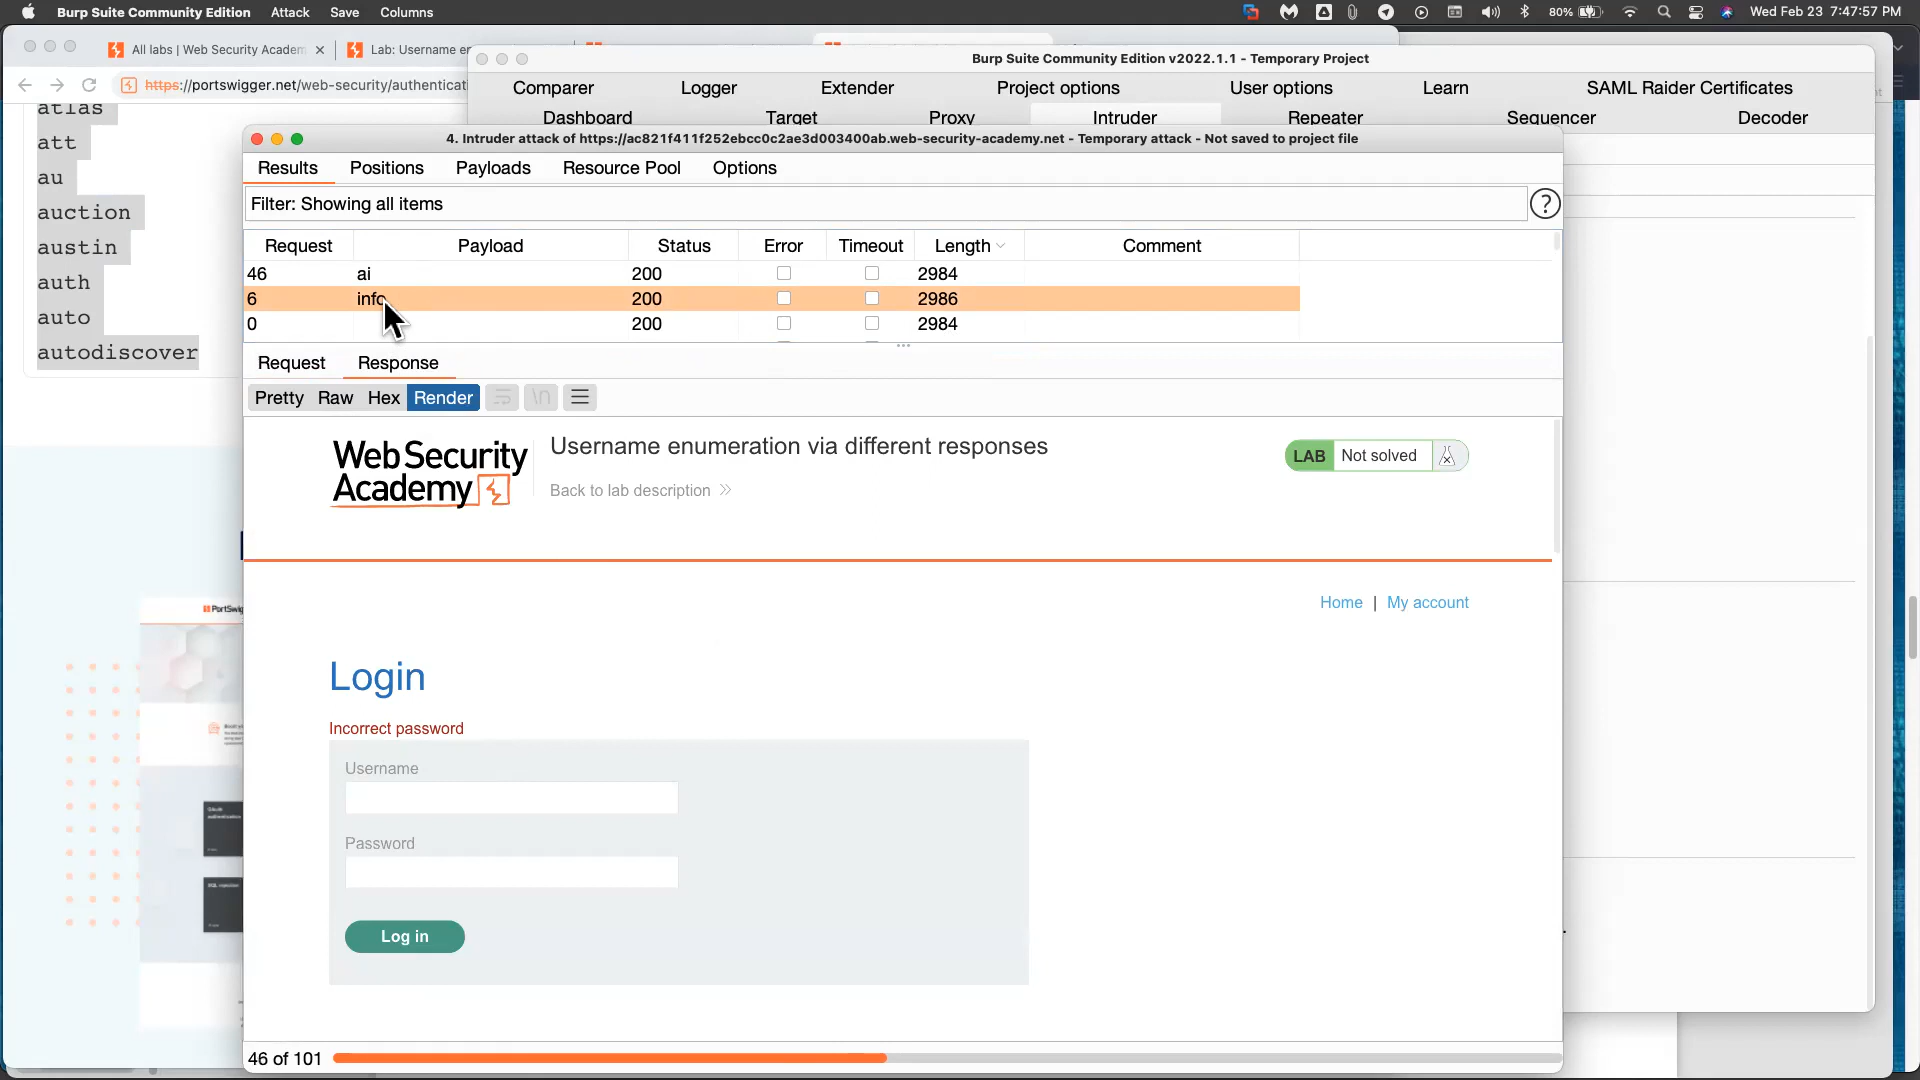 Burp Suite Community Edition Attack Save Columns 80% Wed Feb 23 7:47:57 PM
All labs | Web Security Academ
Lab: Username e
Burp Suite Community Edition v2022.1.1 - Temporary Project
https://portswigger.net/web-security/authenticati
Comparer Logger Extender Project options User options Learn SAML Raider Certificates
Dashboard Target Proxy Intruder Repeater Sequencer Decoder
atlas
att
au
auction
austin
auth
auto
autodiscover
4. Intruder attack of https://ac821f411f252ebcc0c2ae3d003400ab.web-security-academy.net - Temporary attack - Not saved to project file
Results Positions Payloads Resource Pool Options
Filter: Showing all items ?
Request Payload Status Error Timeout Length Comment
46 ai 200 2984
6 info 200 2986
0 200 2984
Request Response
Pretty Raw Hex Render \n
WebSecurity
Academy
Username enumeration via different responses
Back to lab description
LAB Not solved
Home | My account
Login
Incorrect password
Username
Password
Log in
PortSwig
46 of 101